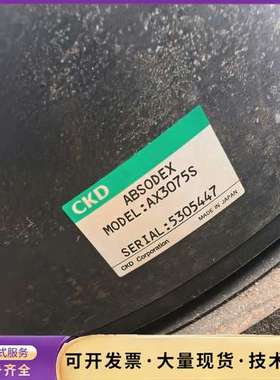 CKD
ABSODEX
MODEL:AX3075S
SERIAL:5305447
MADE IN JAPAN
CKD Corporation
式服务
齐全
可开发票·大量现货·技术